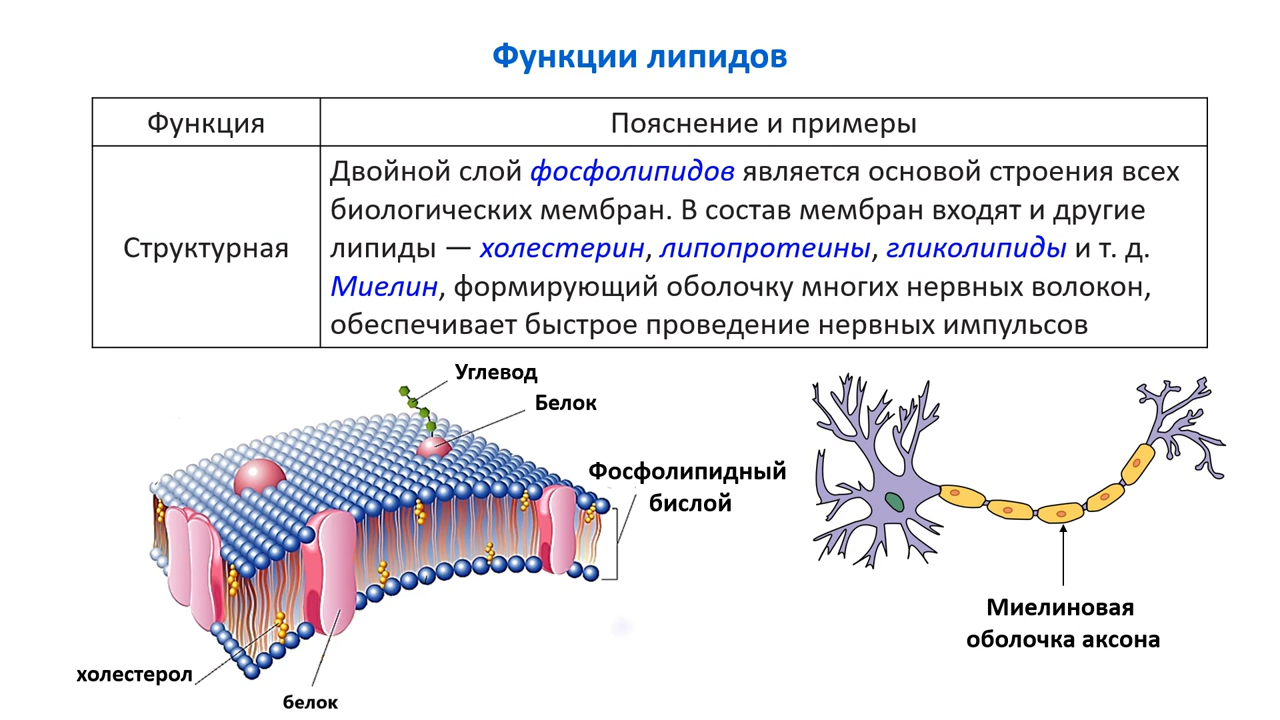 Функции липидов
Функция
Пояснение и примеры
Структурная
Двойной слой фосфолипидов является основой строения всех
биологических мембран. В состав мембран входят и другие
липиды — холестерин, липопротеины, гликолипиды и т. д.
Миелин, формирующий оболочку многих нервных волокон,
обеспечивает быстрое проведение нервных импульсов
Углевод
Белок
Фосфолипидный
бислой
холестерол
белок
Миелиновая
оболочка аксона